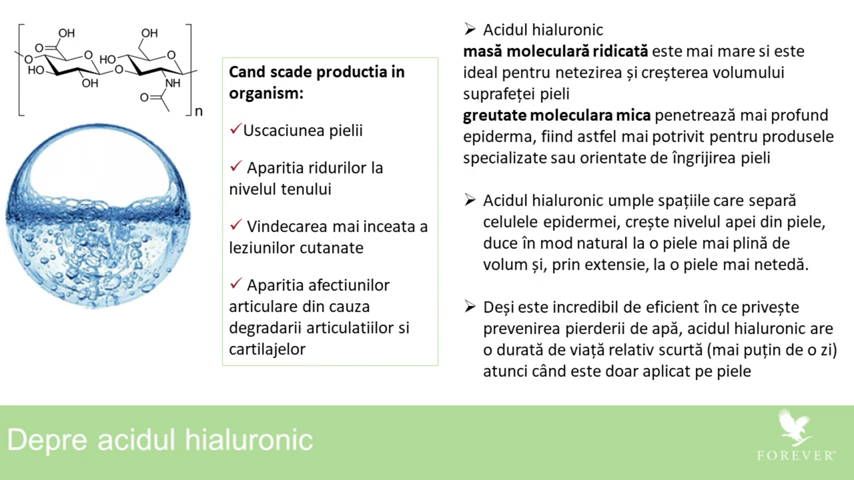 OH
O
O
OH
O
O
HO
OH
HO
O
O
NH
O
n
Cand scade productia in
organism:
✓Uscaciunea pielii
✓ Aparitia ridurilor la
nivelul tenului
✓ Vindecarea mai inceata a
leziunilor cutanate
✓ Aparitia afectiunilor
articulare din cauza
degradarii articulatiilor si
cartilajelor
➢ Acidul hialuronic
masă moleculară ridicată este mai mare si este
ideal pentru netezirea și creșterea volumului
suprafeței pieli
greutate moleculara mica penetrează mai profund
epiderma, fiind astfel mai potrivit pentru produsele
specializate sau orientate de îngrijirea pieli
➢ Acidul hialuronic umple spațiile care separă
celulele epidermei, crește nivelul apei din piele,
duce în mod natural la o piele mai plină de
volum și, prin extensie, la o piele mai netedă.
➢ Deși este incredibil de eficient în ce privește
prevenirea pierderii de apă, acidul hialuronic are
o durată de viață relativ scurtă (mai puțin de o zi)
atunci când este doar aplicat pe piele
Depre acidul hialuronic
FOREVER